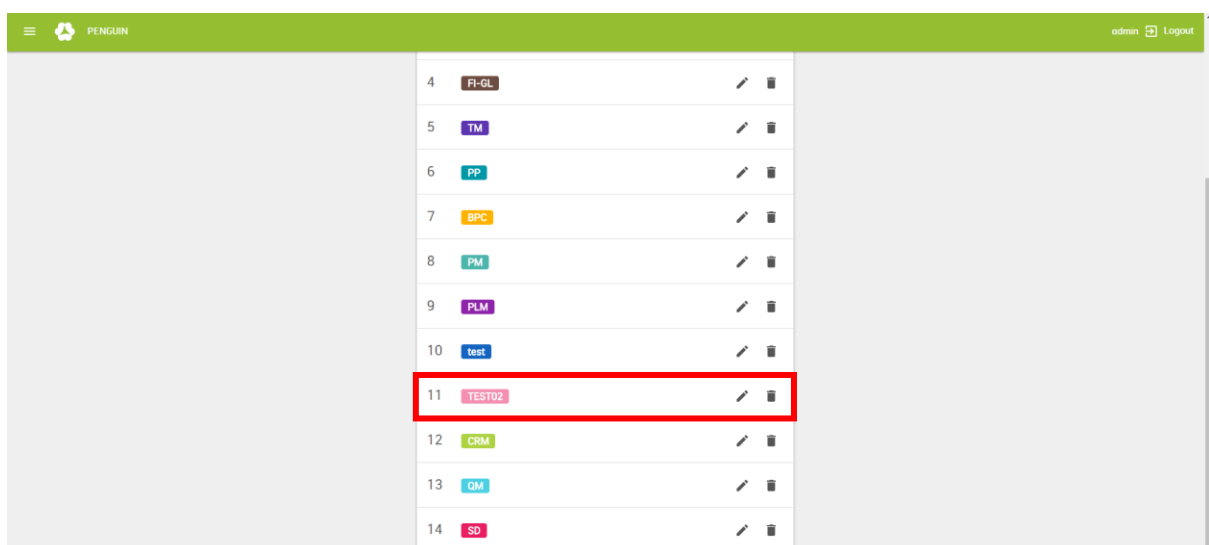 PENGUIN admin Logout
4 FI-GL
5 TM
6 PP
7 BPC
8 PM
9 PLM
10 test
11 TEST02
12 CRM
13 QM
14 SD